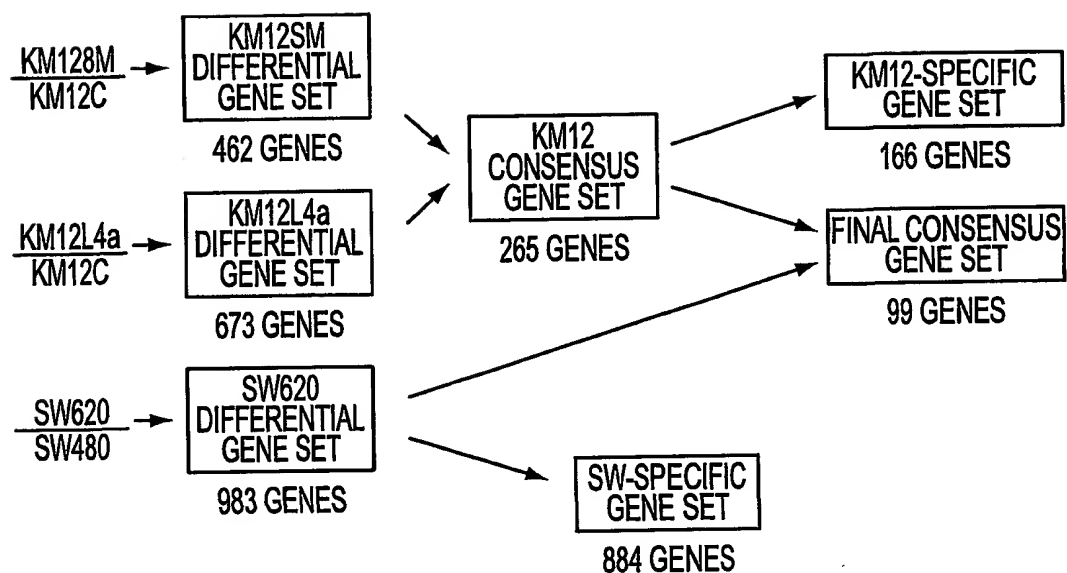 KM128M
KM12C
KM12SM
DIFFERENTIAL
GENE SET
462 GENES
KM12L4a
KM12C
KM12L4a
DIFFERENTIAL
GENE SET
673 GENES
SW620
SW480
SW620
DIFFERENTIAL
GENE SET
983 GENES
KM12
CONSENSUS
GENE SET
265 GENES
KM12-SPECIFIC
GENE SET
166 GENES
FINAL CONSENSUS
GENE SET
99 GENES
SW-SPECIFIC
GENE SET
884 GENES